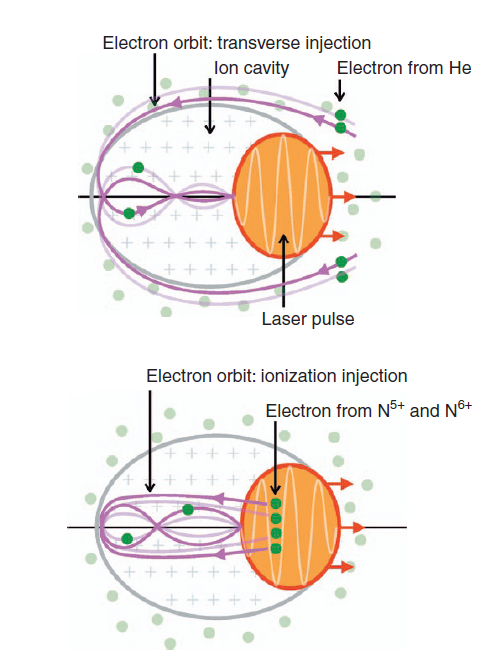 Electron orbit: transverse injection
Ion cavity
Electron from He
Laser pulse
Electron orbit: ionization injection
Electron from N⁵⁺ and N⁶⁺